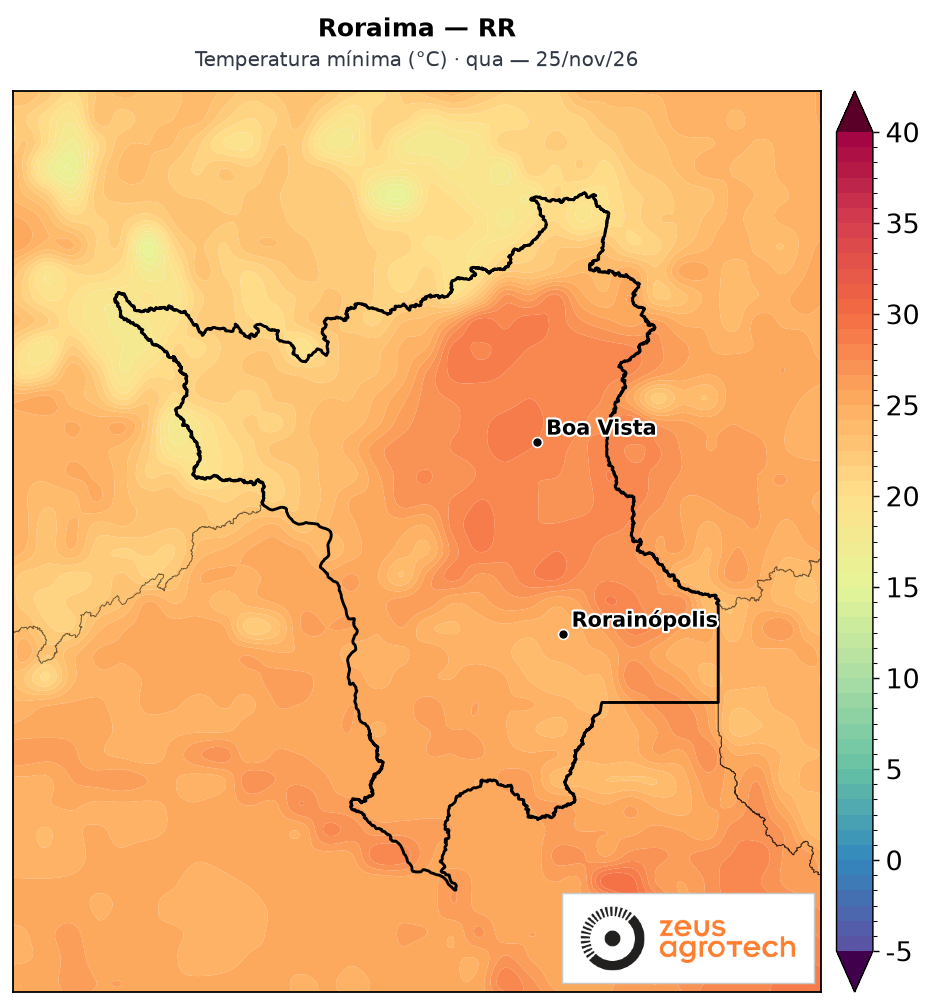 Roraima — RR
Temperatura mínima (°C) · qua — 25/nov/26
40
35
30
25
20
15
10
5
0
-5
Boa Vista
Rorainópolis
zeus
agrotech